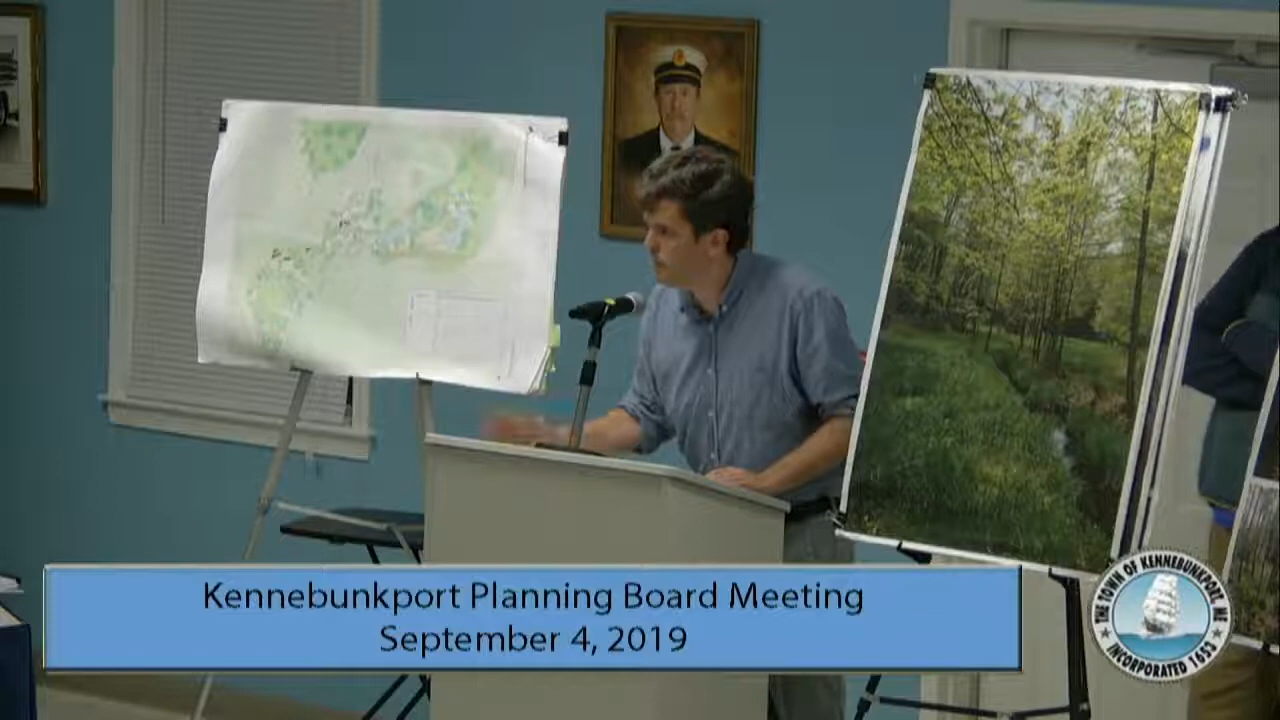 Kennebunkport Planning Board Meeting
September 4, 2019
THE TOWN OF KENNEBUNKPORT, ME
INCORPORATED 1653